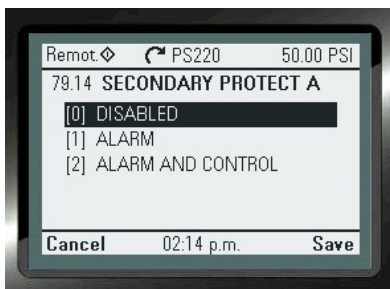 Remot. PS220 50.00 PSI
79.14 SECONDARY PROTECT A
[0] DISABLED
[1] ALARM
[2] ALARM AND CONTROL
Cancel 02:14 p.m. Save